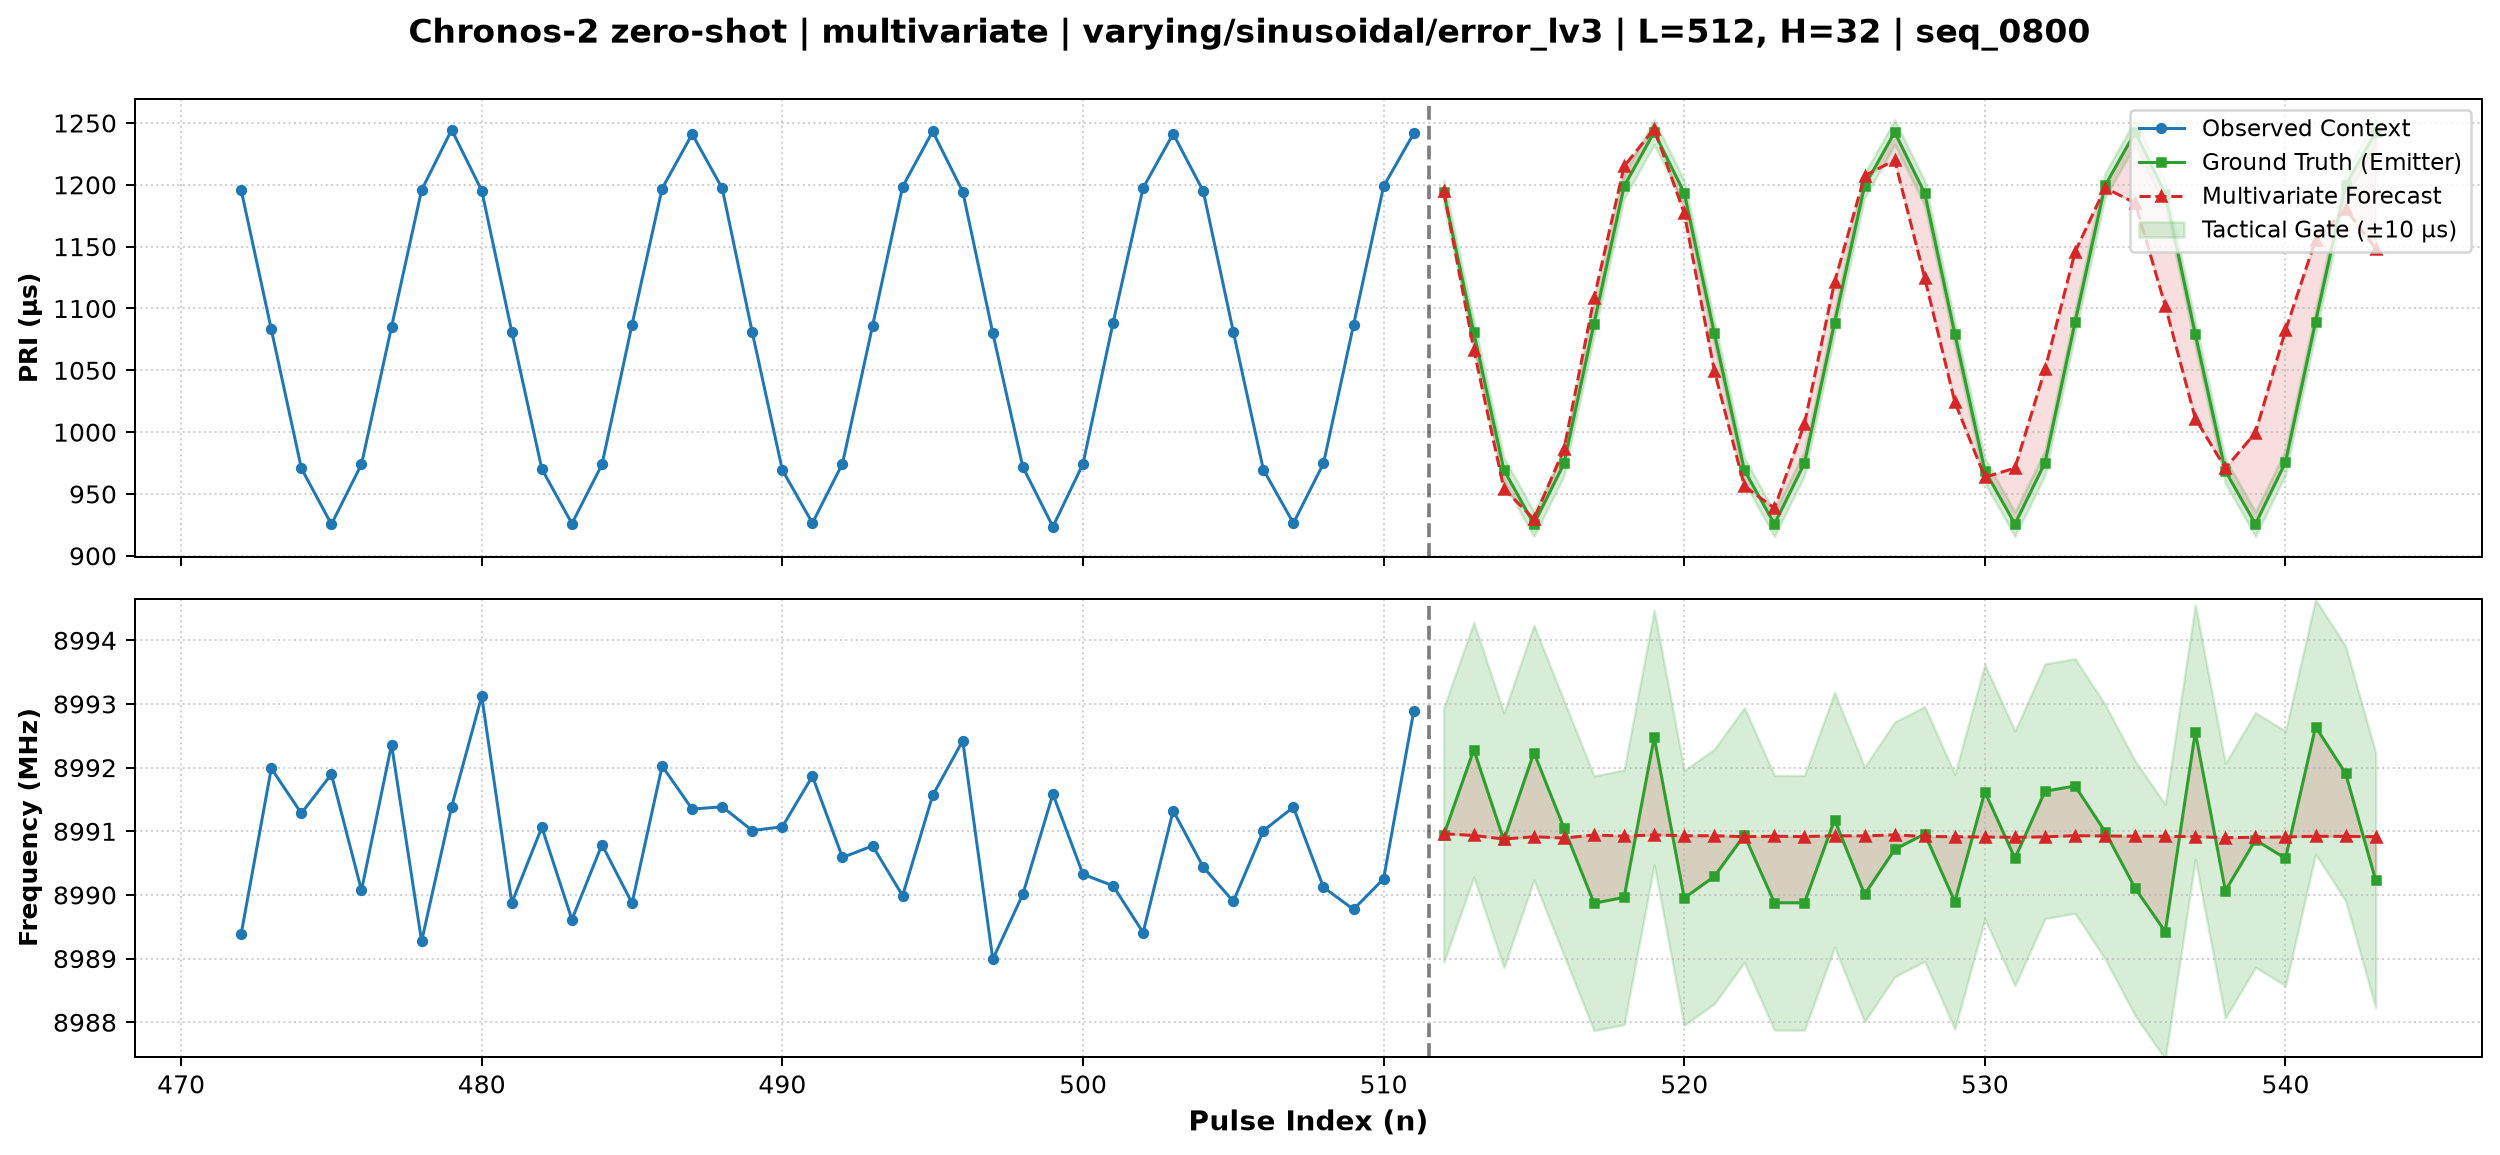 Chronos-2 zero-shot | multivariate | varying/sinusoidal/error_lv3 | L=512, H=32 | seq_0800
PRI (µs)
1250
1200
1150
1100
1050
1000
950
900
Observed Context
Ground Truth (Emitter)
Multivariate Forecast
Tactical Gate (±10 µs)
Frequency (MHz)
8994
8993
8992
8991
8990
8989
8988
470 480 490 500 510 520 530 540
Pulse Index (n)